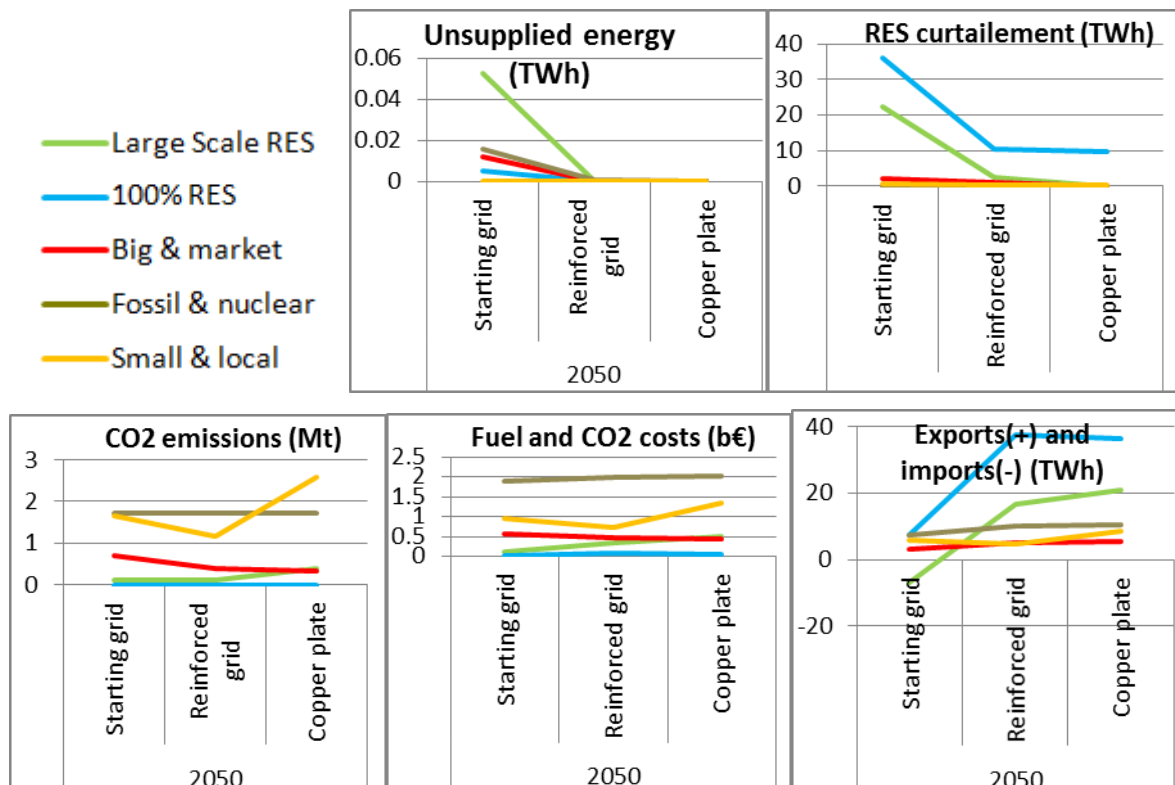 Large Scale RES
100% RES
Big & market
Fossil & nuclear
Small & local
Unsupplied energy
(TWh)
0.06
0.04
0.02
0
Starting grid
Reinforced
grid
Copper plate
2050
RES curtailement (TWh)
40
30
20
10
0
Starting grid
Reinforced grid
Copper plate
2050
CO2 emissions (Mt)
3
2
1
0
Starting grid
Reinforced
grid
Copper plate
2050
Fuel and CO2 costs (b€)
2.5
2
1.5
1
0.5
0
Starting grid
Reinforced grid
Copper plate
2050
Exports(+) and
imports(-) (TWh)
40
20
0
-20
Starting grid
Reinforced grid
Copper plate
2050